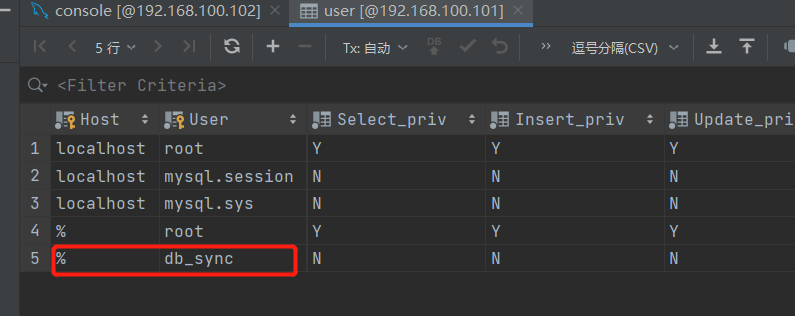 console [@192.168.100.102] user [@192.168.100.101]
5 行 Tx: 自动 DB 逗号分隔(CSV)
<Filter Criteria>
Host User Select_priv Insert_priv Update_pri
1 localhost root Y Y Y
2 localhost mysql.session N N N
3 localhost mysql.sys N N N
4 % root Y Y Y
5 % db_sync N N N